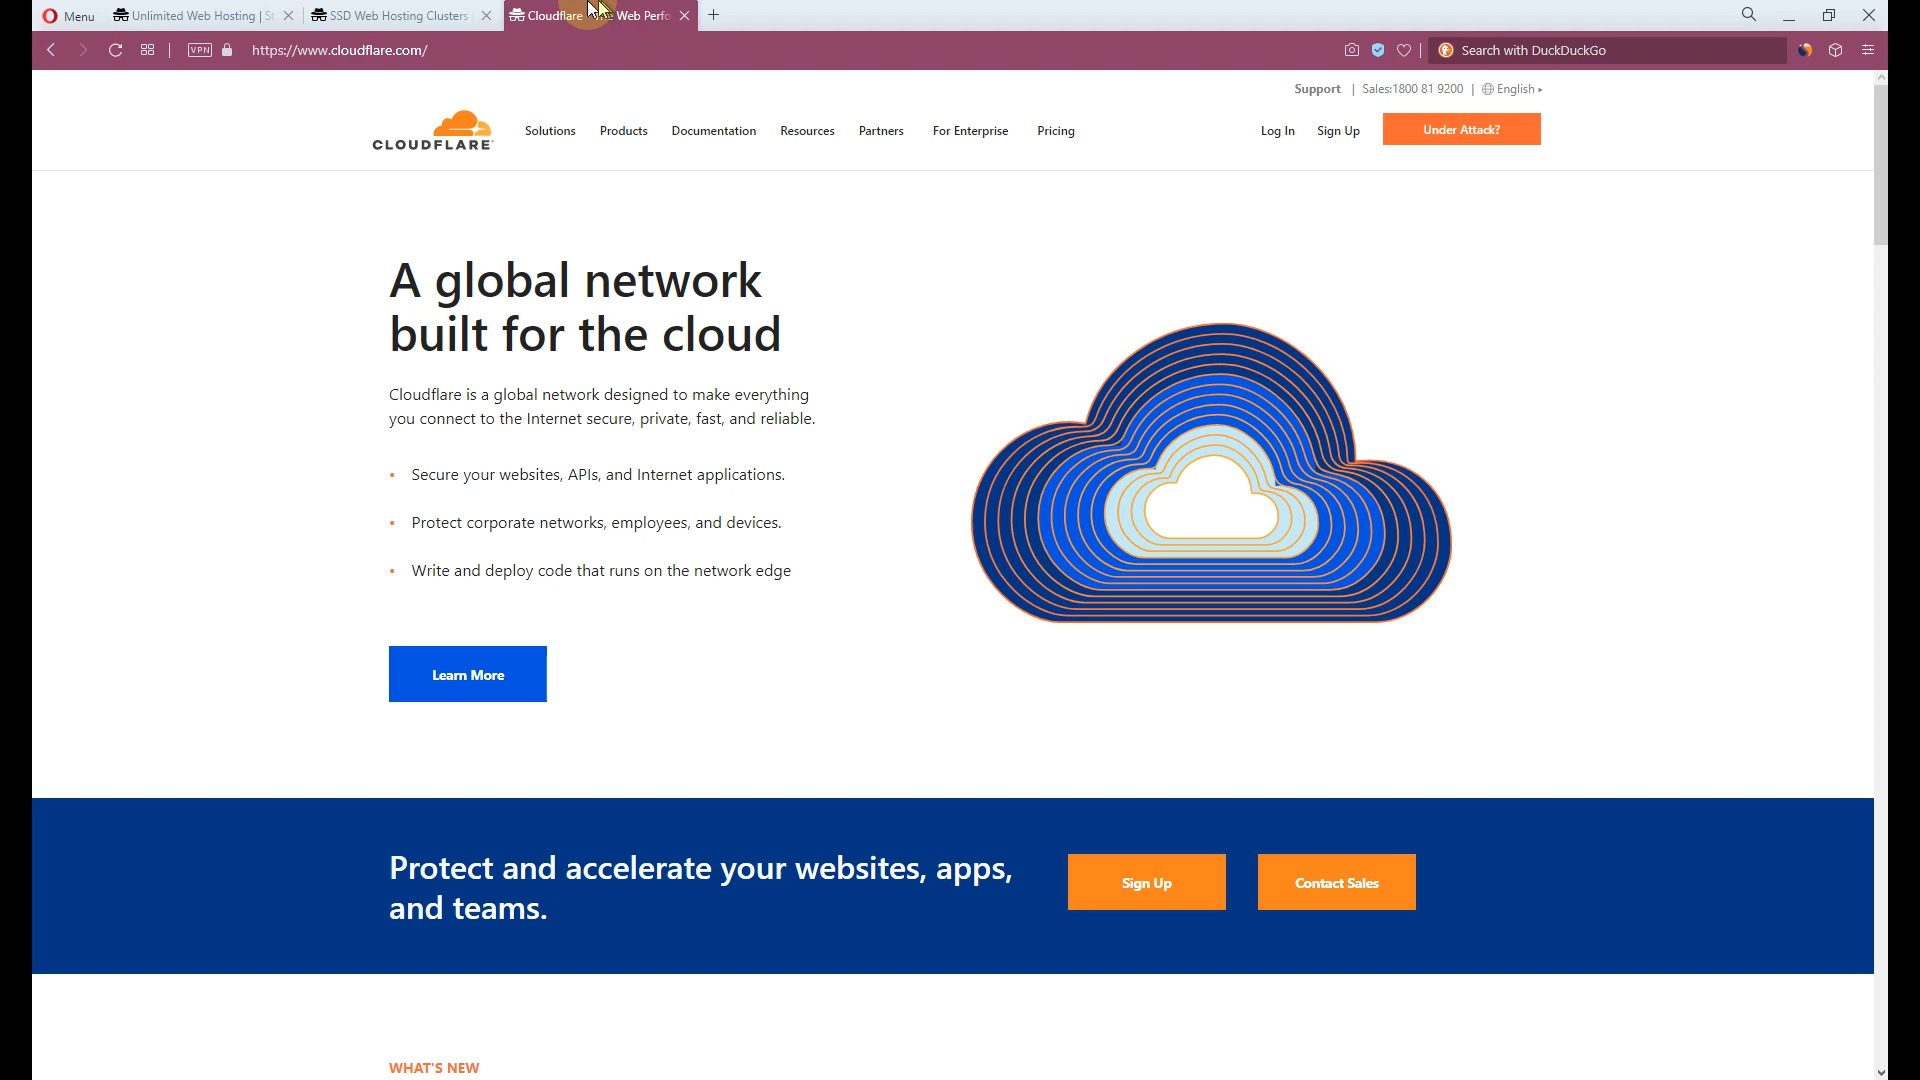 Menu
Unlimited Web Hosting | St
SSD Web Hosting Clusters
Cloudflare
Web Perfo
VPN
https://www.cloudflare.com/
Search with DuckDuckGo
Support | Sales:1800 81 9200 | English
CLOUDFLARE
Solutions
Products
Documentation
Resources
Partners
For Enterprise
Pricing
Log In
Sign Up
Under Attack?
A global network
built for the cloud
Cloudflare is a global network designed to make everything
you connect to the Internet secure, private, fast, and reliable.
• Secure your websites, APIs, and Internet applications.
• Protect corporate networks, employees, and devices.
• Write and deploy code that runs on the network edge
Learn More
Protect and accelerate your websites, apps,
and teams.
Sign Up
Contact Sales
WHAT'S NEW